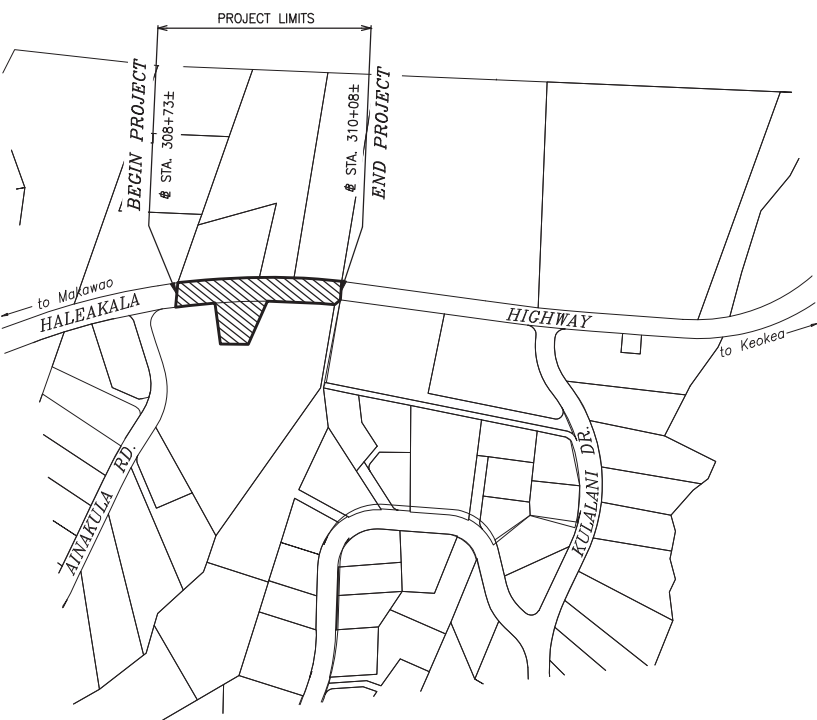 PROJECT LIMITS
BEGIN PROJECT
℄ STA. 308+73±
℄ STA. 310+08±
END PROJECT
to Makawao
HALEAKALA
HIGHWAY
to Keokea
AINAKULA RD.
KULALANI DR.